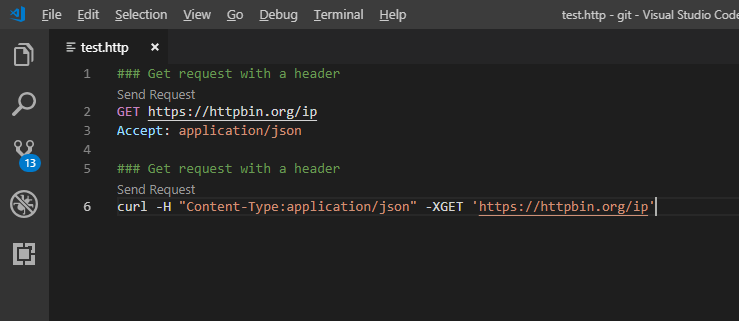 File Edit Selection View Go Debug Terminal Help test.http - git - Visual Studio Code
test.http ×
1 ### Get request with a header
Send Request
2 GET https://httpbin.org/ip
3 Accept: application/json
4
5 ### Get request with a header
Send Request
6 curl -H "Content-Type:application/json" -XGET 'https://httpbin.org/ip'
13